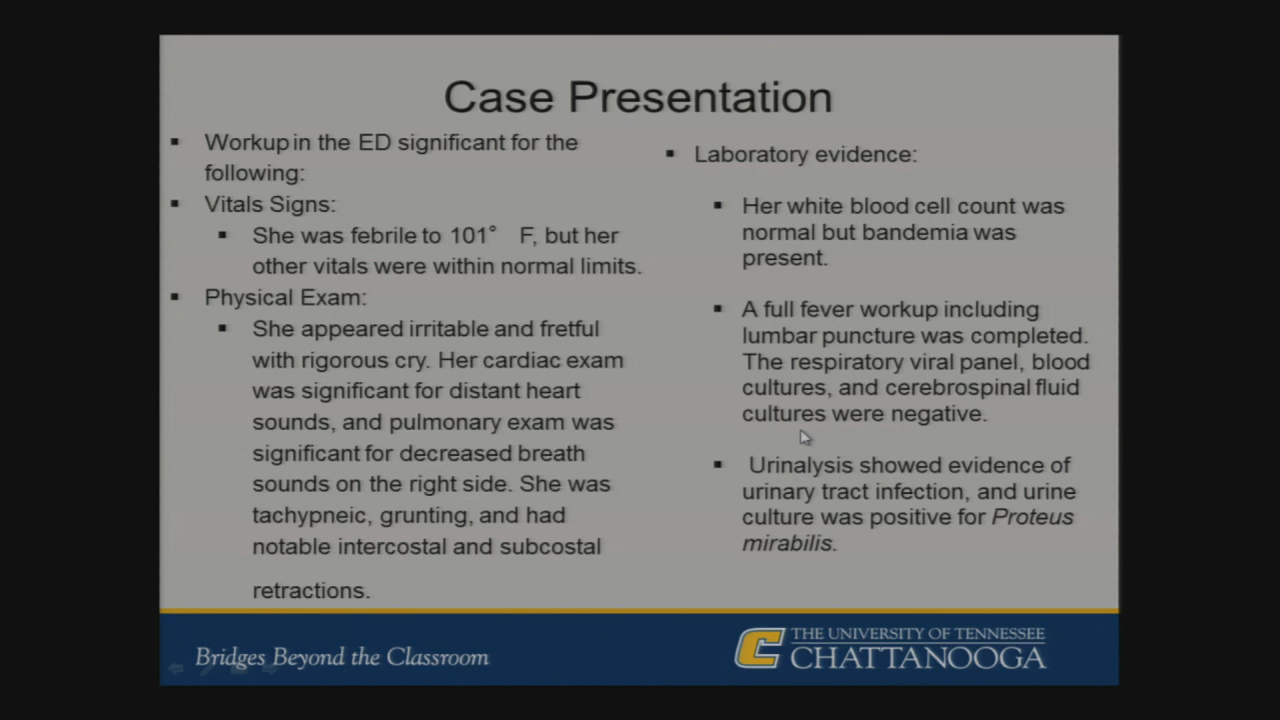 Case Presentation
▪ Workup in the ED significant for the
following:
▪ Vitals Signs:
▪ She was febrile to 101° F, but her
other vitals were within normal limits.
▪ Physical Exam:
▪ She appeared irritable and fretful
with rigorous cry. Her cardiac exam
was significant for distant heart
sounds, and pulmonary exam was
significant for decreased breath
sounds on the right side. She was
tachypneic, grunting, and had
notable intercostal and subcostal
retractions.
▪ Laboratory evidence:
▪ Her white blood cell count was
normal but bandemia was
present.
▪ A full fever workup including
lumbar puncture was completed.
The respiratory viral panel, blood
cultures, and cerebrospinal fluid
cultures were negative.
▪ Urinalysis showed evidence of
urinary tract infection, and urine
culture was positive for Proteus
mirabilis.
Bridges Beyond the Classroom
C THE UNIVERSITY OF TENNESSEE
CHATTANOOGA